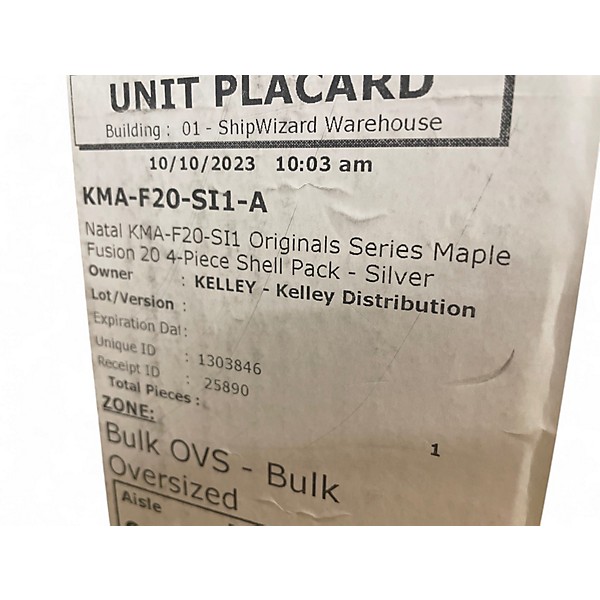 UNIT PLACARD
Building : 01 - ShipWizard Warehouse
10/10/2023 10:03 am
KMA-F20-SI1-A
Natal KMA-F20-SI1 Originals Series Maple
Fusion 20 4-Piece Shell Pack - Silver
Owner : KELLEY - Kelley Distribution
Lot/Version :
Expiration Dat:
Unique ID : 1303846
Receipt ID : 25890
Total Pieces : 1
ZONE:
Bulk OVS - Bulk
Oversized
Aisle